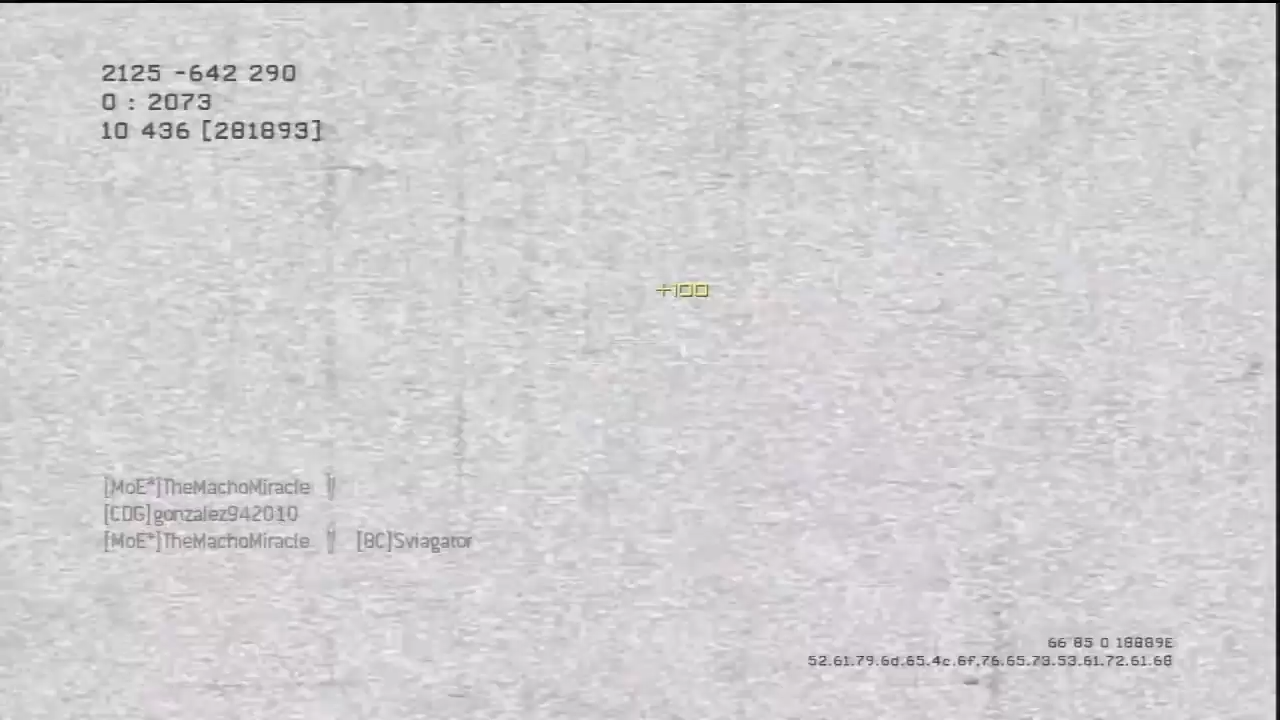 2125 -642 290
0 : 2073
10 436 [281893]
+100
[MoE*]TheMachoMiracle
[CDG]gonzalez942010
[MoE*]TheMachoMiracle [BC]Sviagator
66 85 0 18889E
52.61.79.6d.65.4c.6f.76.65.73.53.61.72.61.68